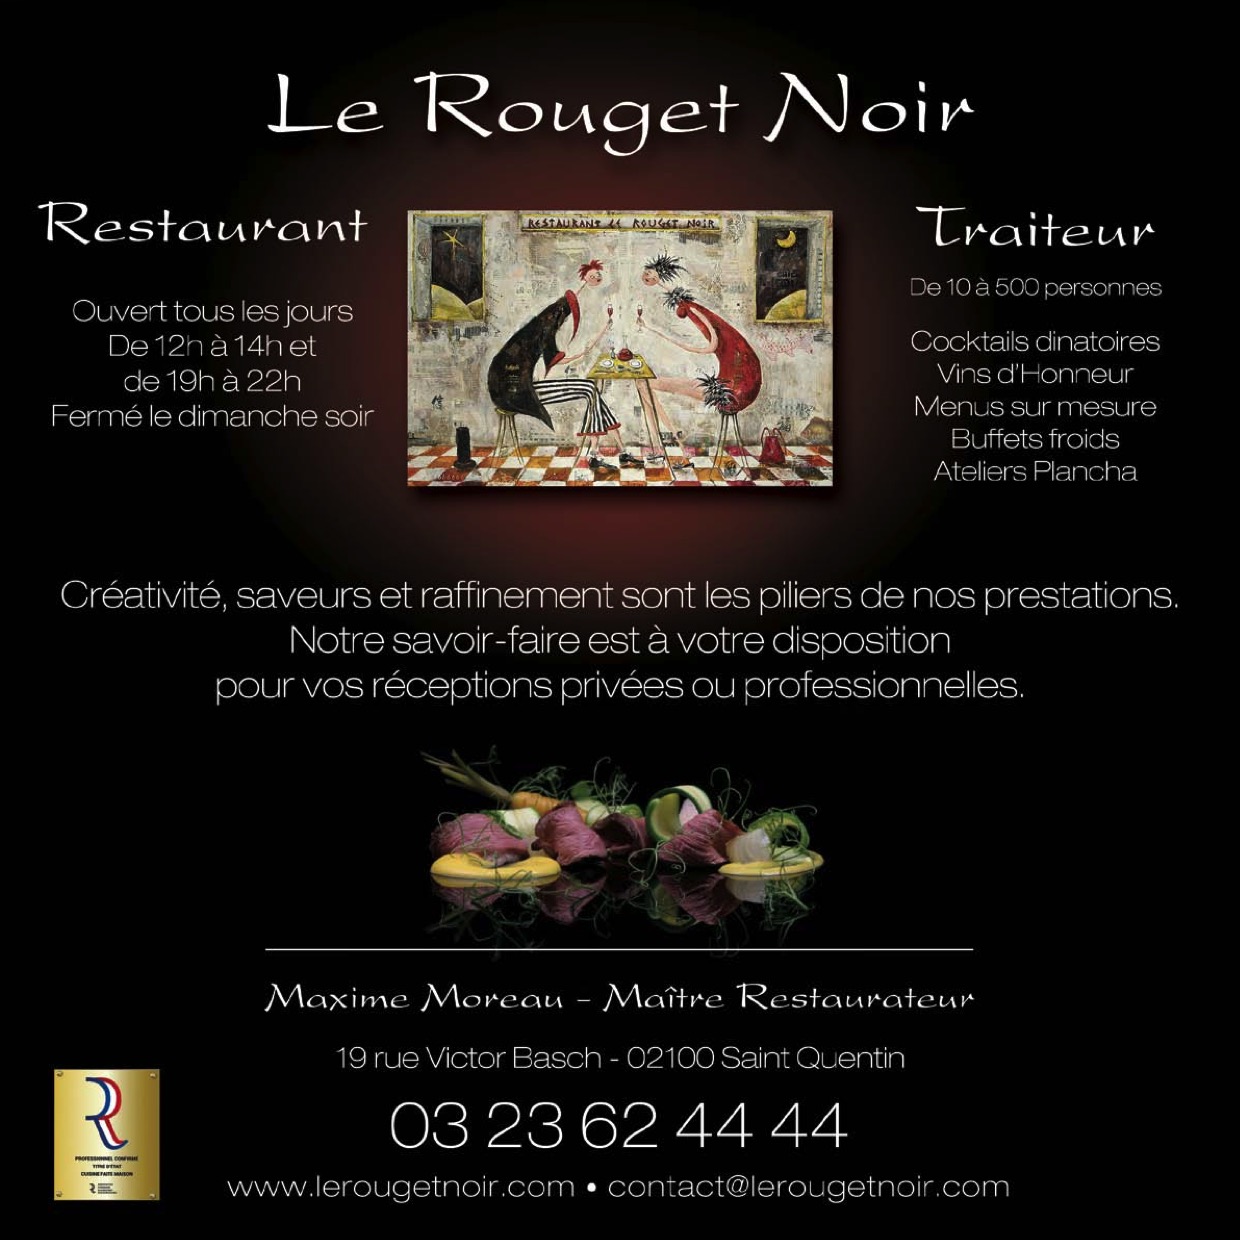 Le Rouget Noir
Restaurant
Ouvert tous les jours
De 12h à 14h et
de 19h à 22h
Fermé le dimanche soir
RESTAURANT LE ROUGET NOIR
Traiteur
De 10 à 500 personnes
Cocktails dinatoires
Vins d'Honneur
Menus sur mesure
Buffets froids
Ateliers Plancha
Créativité, saveurs et raffinement sont les piliers de nos prestations.
Notre savoir-faire est à votre disposition
pour vos réceptions privées ou professionnelles.
Maxime Moreau - Maître Restaurateur
19 rue Victor Basch - 02100 Saint Quentin
03 23 62 44 44
www.lerougetnoir.com • contact@lerougetnoir.com
PROFESSIONNEL CONFIRMÉ
TITRE D'ÉTAT
CUISINE FAITE MAISON